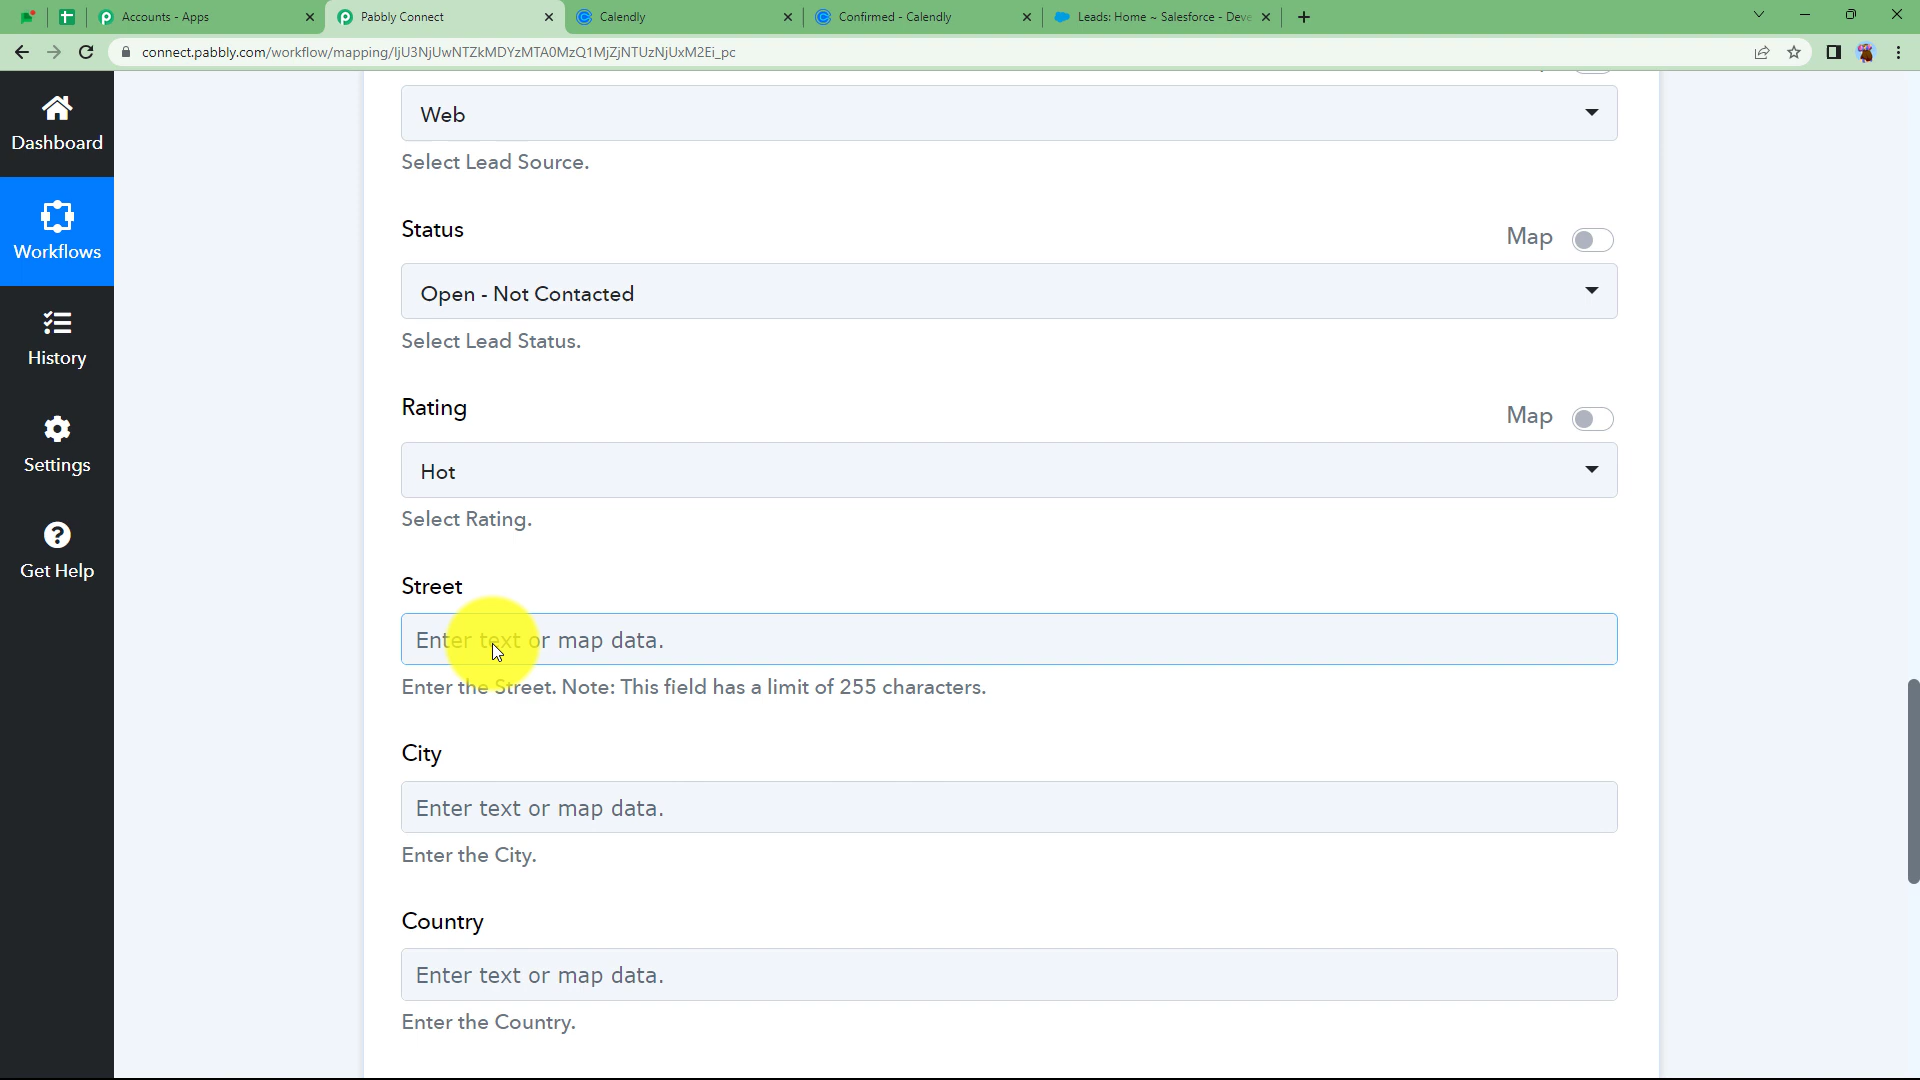 Accounts - Apps
Pabbly Connect
Calendly
Confirmed - Calendly
Leads: Home ~ Salesforce - Deve
connect.pabbly.com/workflow/mapping/IjU3NjUwNTZkMDYzMTA0MzQ1MjZjNTUzNjUxM2Ei_pc
Dashboard
Workflows
History
Settings
Get Help
Web
Select Lead Source.
Status
Map
Open - Not Contacted
Select Lead Status.
Rating
Map
Hot
Select Rating.
Street
Enter text or map data.
Enter the Street. Note: This field has a limit of 255 characters.
City
Enter text or map data.
Enter the City.
Country
Enter text or map data.
Enter the Country.